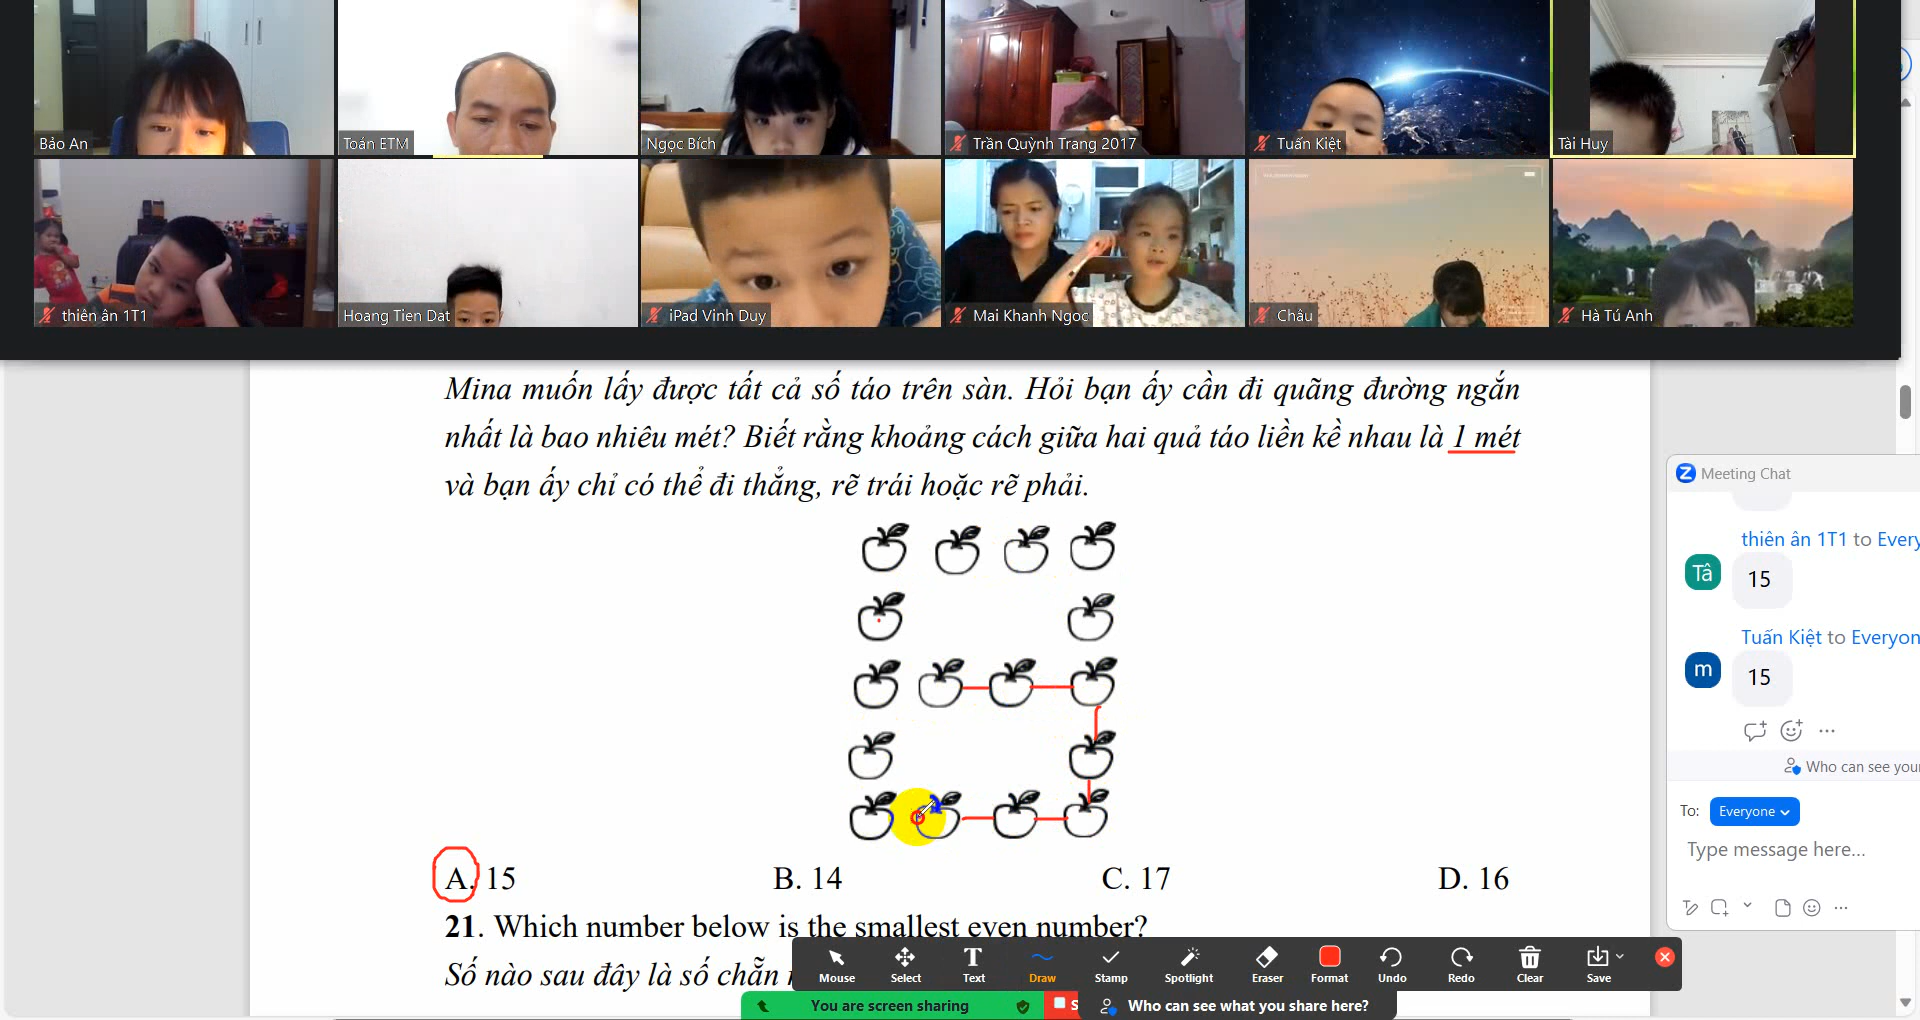 Bảo An
Toán ETM
Ngọc Bích
Trần Quỳnh Trang 2017
Tuấn Kiệt
Tài Huy
thiên ân 1T1
Hoang Tien Dat
iPad Vinh Duy
Mai Khanh Ngoc
Châu
Hà Tú Anh
Mina muốn lấy được tất cả số táo trên sàn. Hỏi bạn ấy cần đi quãng đường ngắn
nhất là bao nhiêu mét? Biết rằng khoảng cách giữa hai quả táo liền kề nhau là 1 mét
và bạn ấy chỉ có thể đi thẳng, rẽ trái hoặc rẽ phải.
A. 15 B. 14 C. 17 D. 16
21. Which number below is the smallest even number?
Số nào sau đây là số chẵn
Meeting Chat
thiên ân 1T1 to Every
Tâ
15
Tuấn Kiệt to Everyon
m
15
Who can see your
To: Everyone
Type message here...
Mouse Select Text Draw Stamp Spotlight Eraser Format Undo Redo Clear Save
You are screen sharing
S
Who can see what you share here?